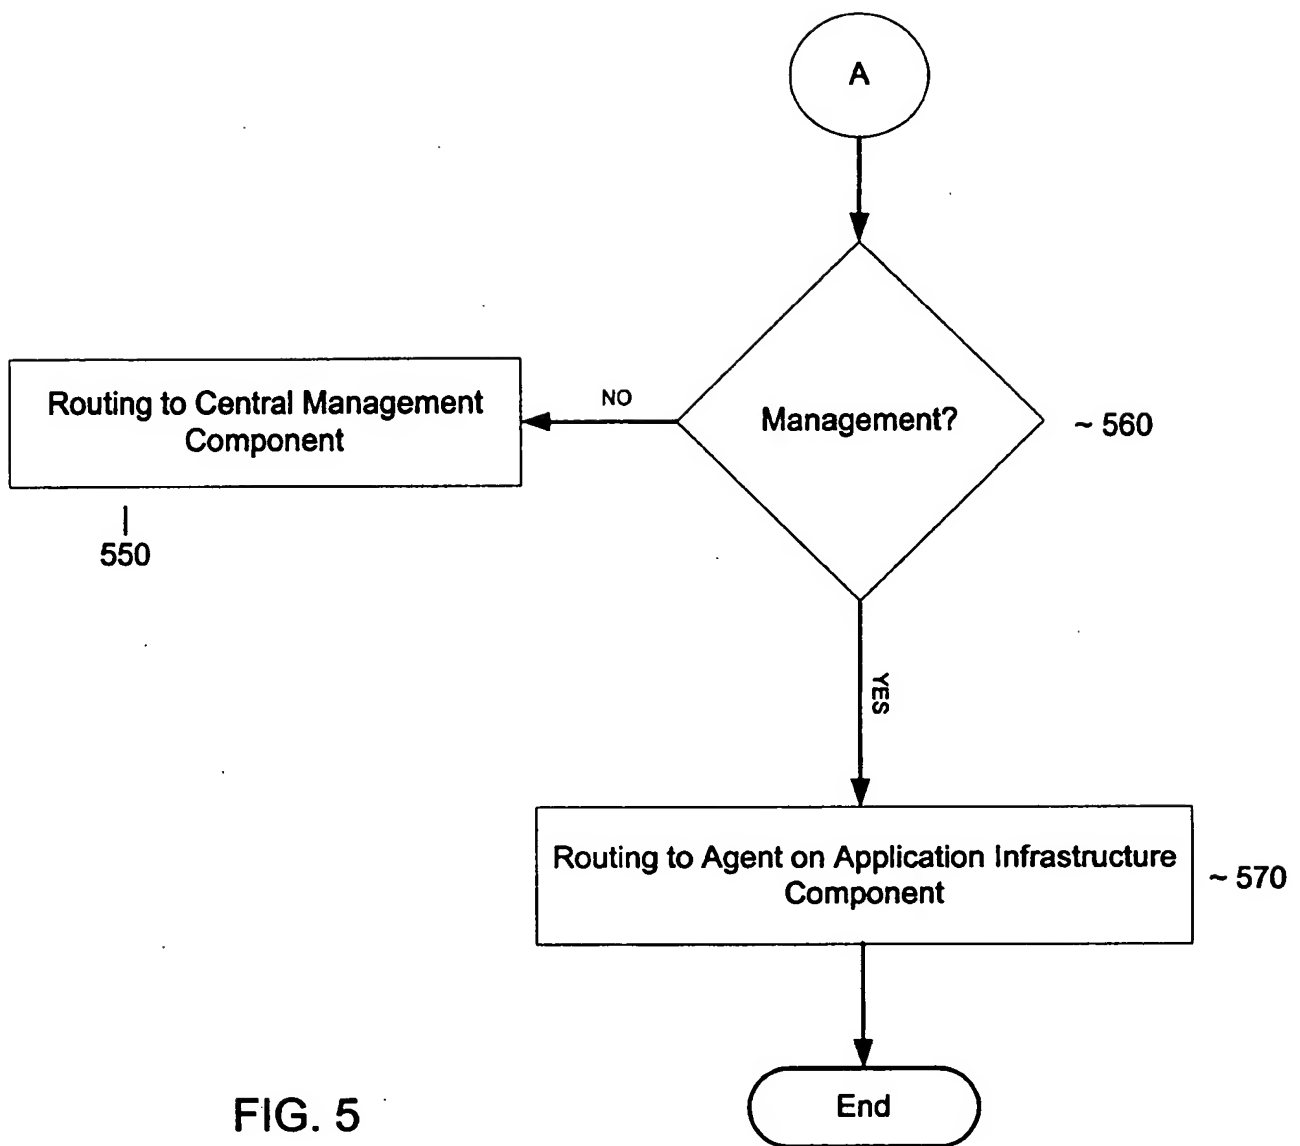 A
Management?
~ 560
NO
Routing to Central Management
Component
550
YES
Routing to Agent on Application Infrastructure
Component
~ 570
End
FIG. 5